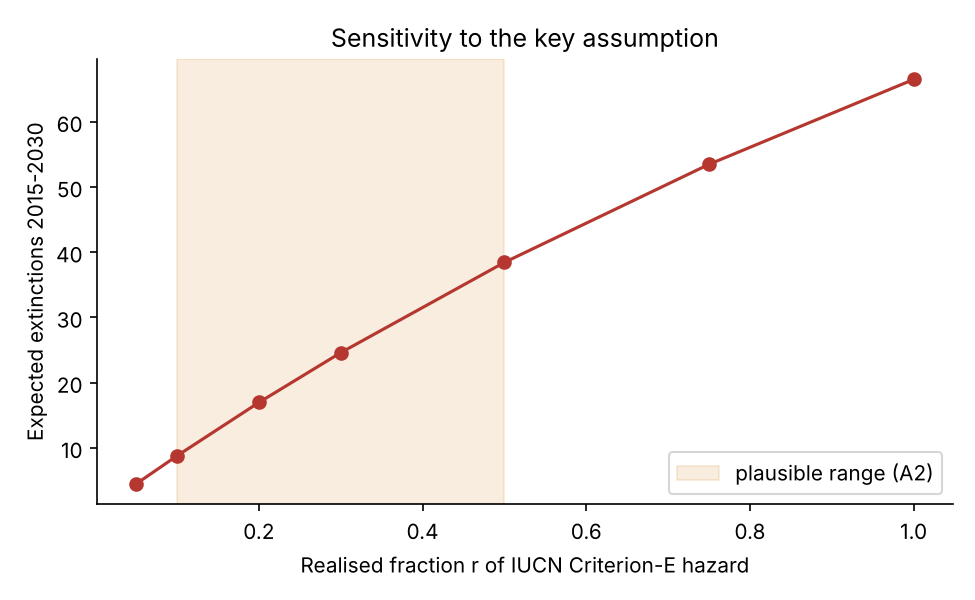 Sensitivity to the key assumption
Expected extinctions 2015-2030
60
50
40
30
20
10
plausible range (A2)
0.2
0.4
0.6
0.8
1.0
Realised fraction r of IUCN Criterion-E hazard